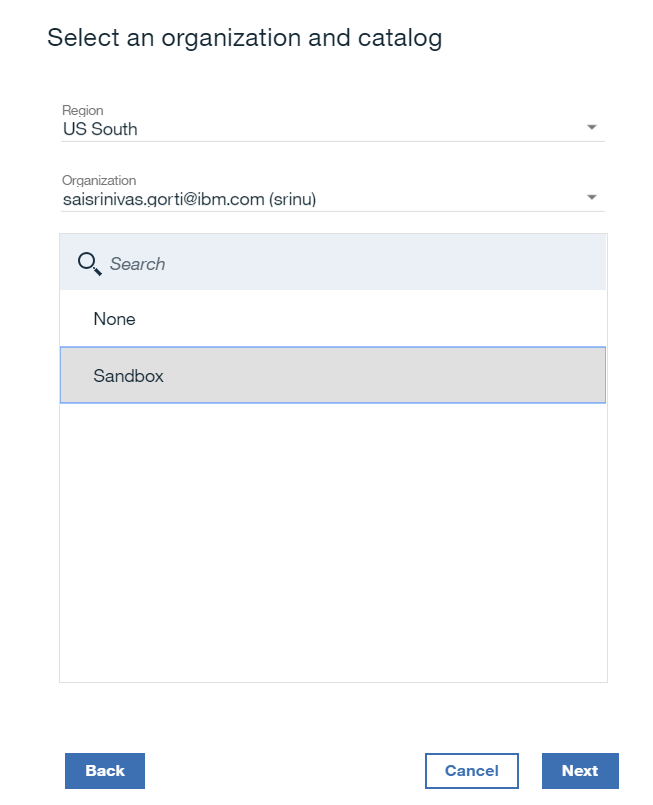 Select an organization and catalog
Region
US South
Organization
saisrinivas.gorti@ibm.com (srinu)
Search
None
Sandbox
Back
Cancel
Next